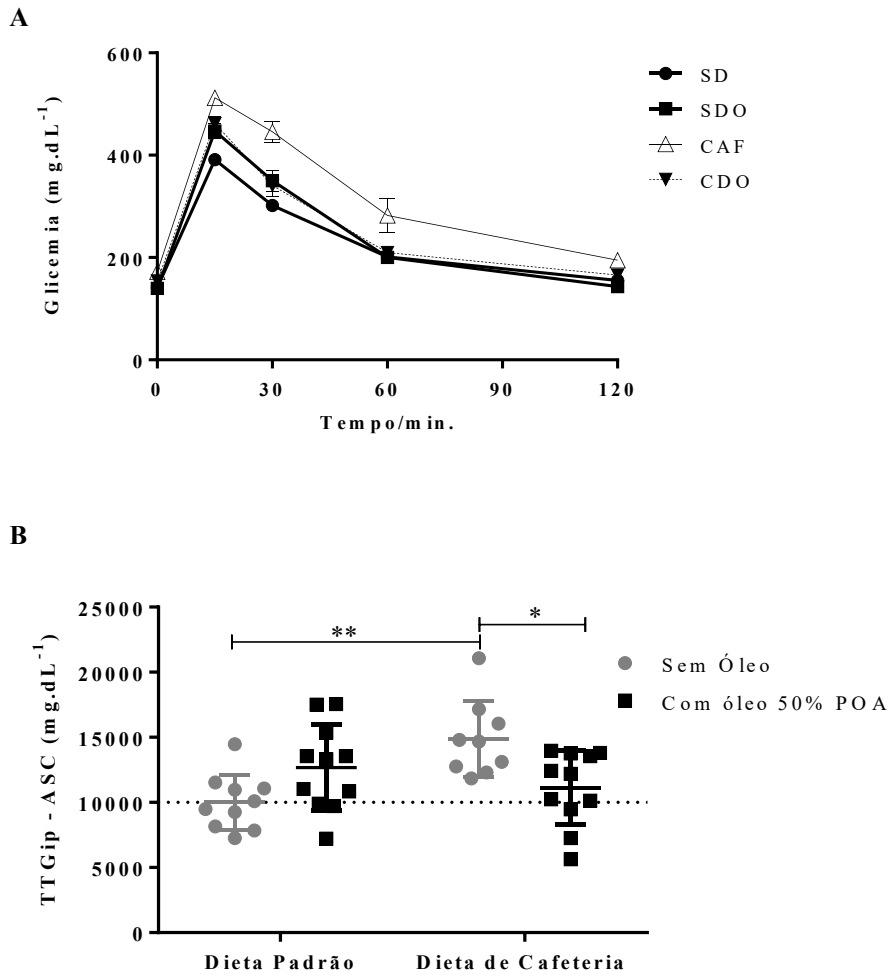 A
600
400
200
0
Glicemia (mg.dL⁻¹)
0 30 60 90 120
Tempo/min.
SD
SDO
CAF
CDO
B
25000
20000
15000
10000
5000
0
TTGip - ASC (mg.dL⁻¹)
** *
Sem Óleo
Com óleo 50% POA
Dieta Padrão Dieta de Cafeteria